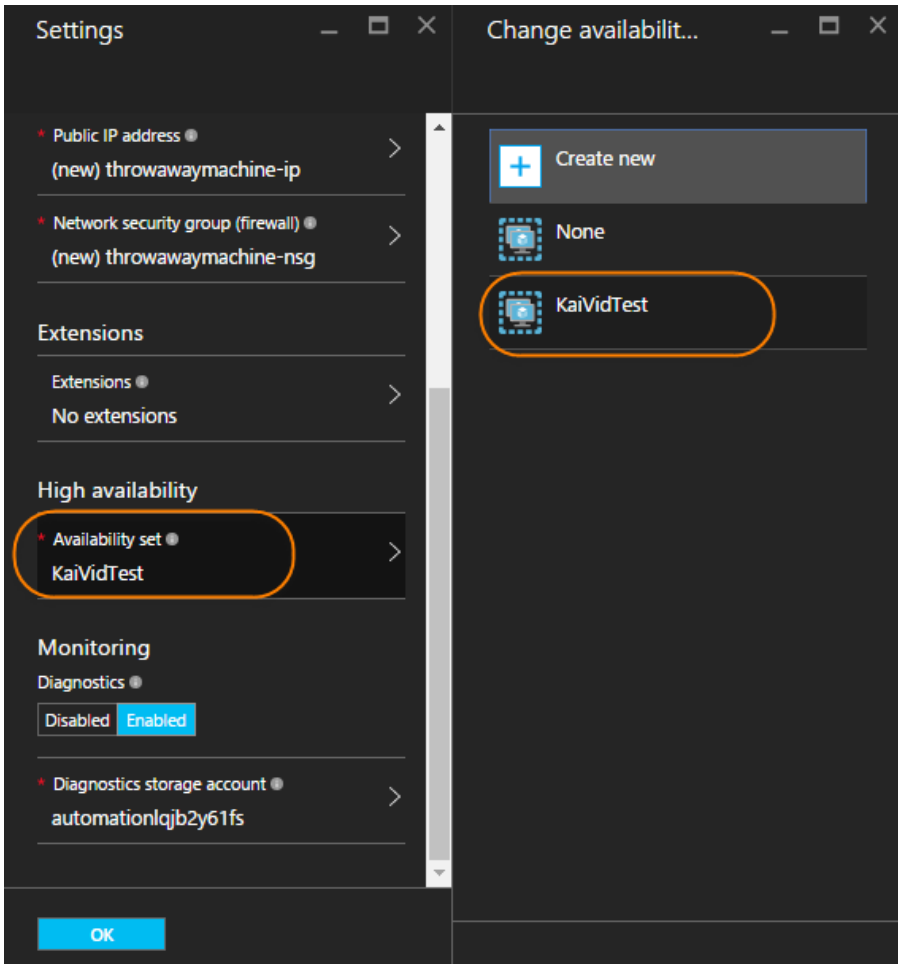 Settings
* Public IP address
(new) throwawaymachine-ip
* Network security group (firewall)
(new) throwawaymachine-nsg
Extensions
Extensions
No extensions
High availability
* Availability set
KaiVidTest
Monitoring
Diagnostics
Disabled Enabled
* Diagnostics storage account
automationlqjb2y61fs
OK
Change availabilit...
Create new
None
KaiVidTest